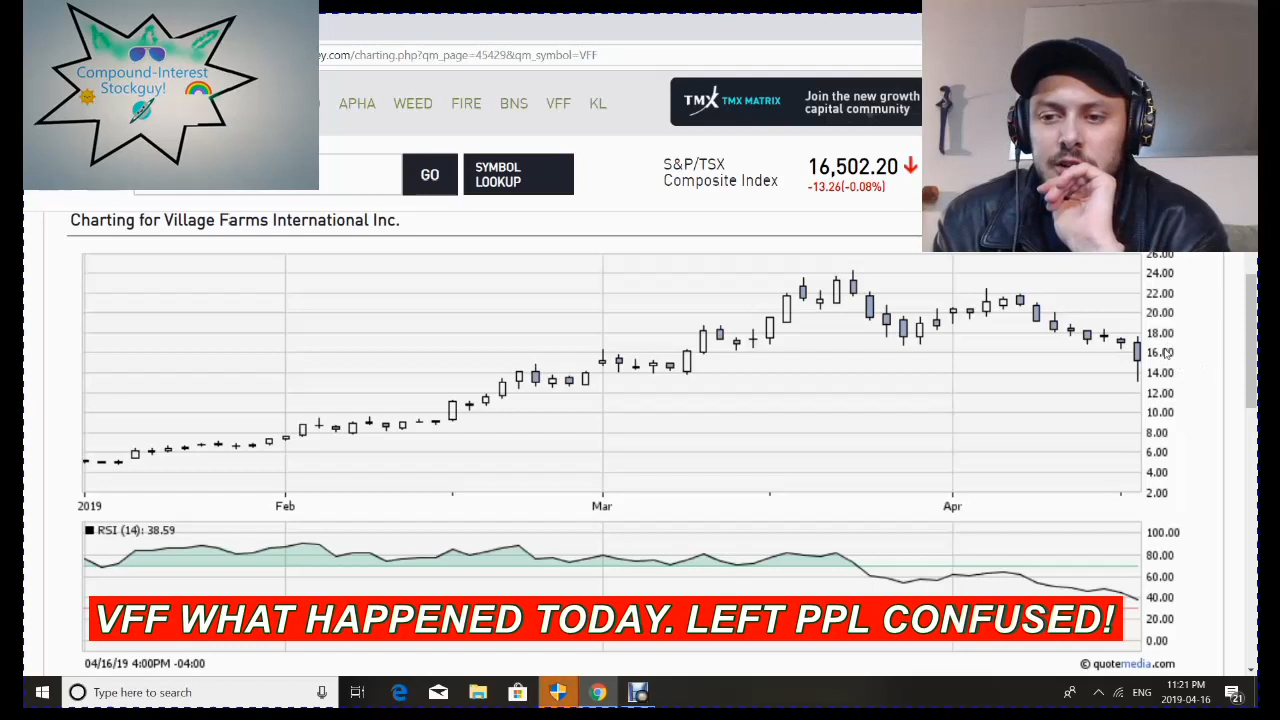 Compound-Interest
Stockguy!
ey.com/charting.php?qm_page=45429&qm_symbol=VFF
APHA WEED FIRE BNS VFF KL
TMX TMX MATRIX
Join the new growth
capital community
GO
SYMBOL
LOOKUP
S&P/TSX
Composite Index
16,502.20
-13.26(-0.08%)
Charting for Village Farms International Inc.
26.00
24.00
22.00
20.00
18.00
16.00
14.00
12.00
10.00
8.00
6.00
4.00
2.00
2019 Feb Mar Apr
RSI (14): 38.59
100.00
80.00
60.00
40.00
20.00
0.00
VFF WHAT HAPPENED TODAY. LEFT PPL CONFUSED!
04/16/19 4:00PM -04:00
© quotemedia.com
Type here to search
ENG
11:21 PM
2019-04-16
21